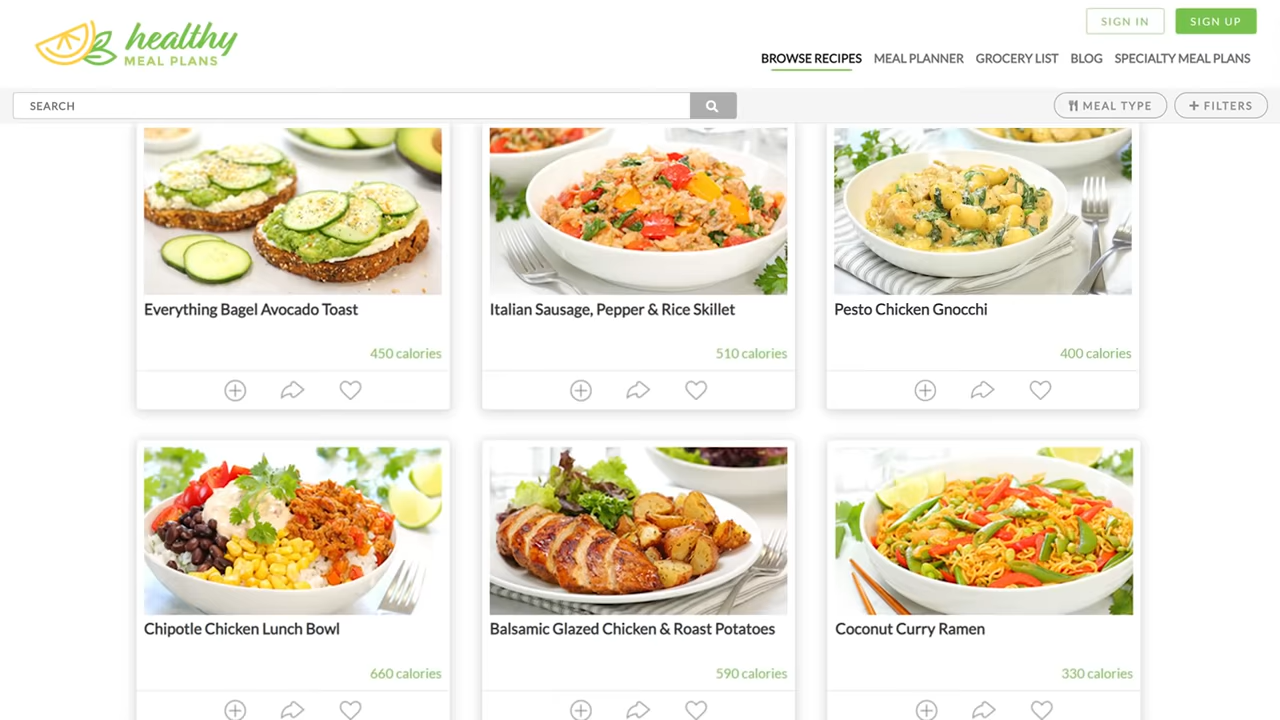 healthy
MEAL PLANS
SIGN IN
SIGN UP
BROWSE RECIPES
MEAL PLANNER
GROCERY LIST
BLOG
SPECIALTY MEAL PLANS
SEARCH
MEAL TYPE
+ FILTERS
Everything Bagel Avocado Toast
450 calories
Italian Sausage, Pepper & Rice Skillet
510 calories
Pesto Chicken Gnocchi
400 calories
Chipotle Chicken Lunch Bowl
660 calories
Balsamic Glazed Chicken & Roast Potatoes
590 calories
Coconut Curry Ramen
330 calories